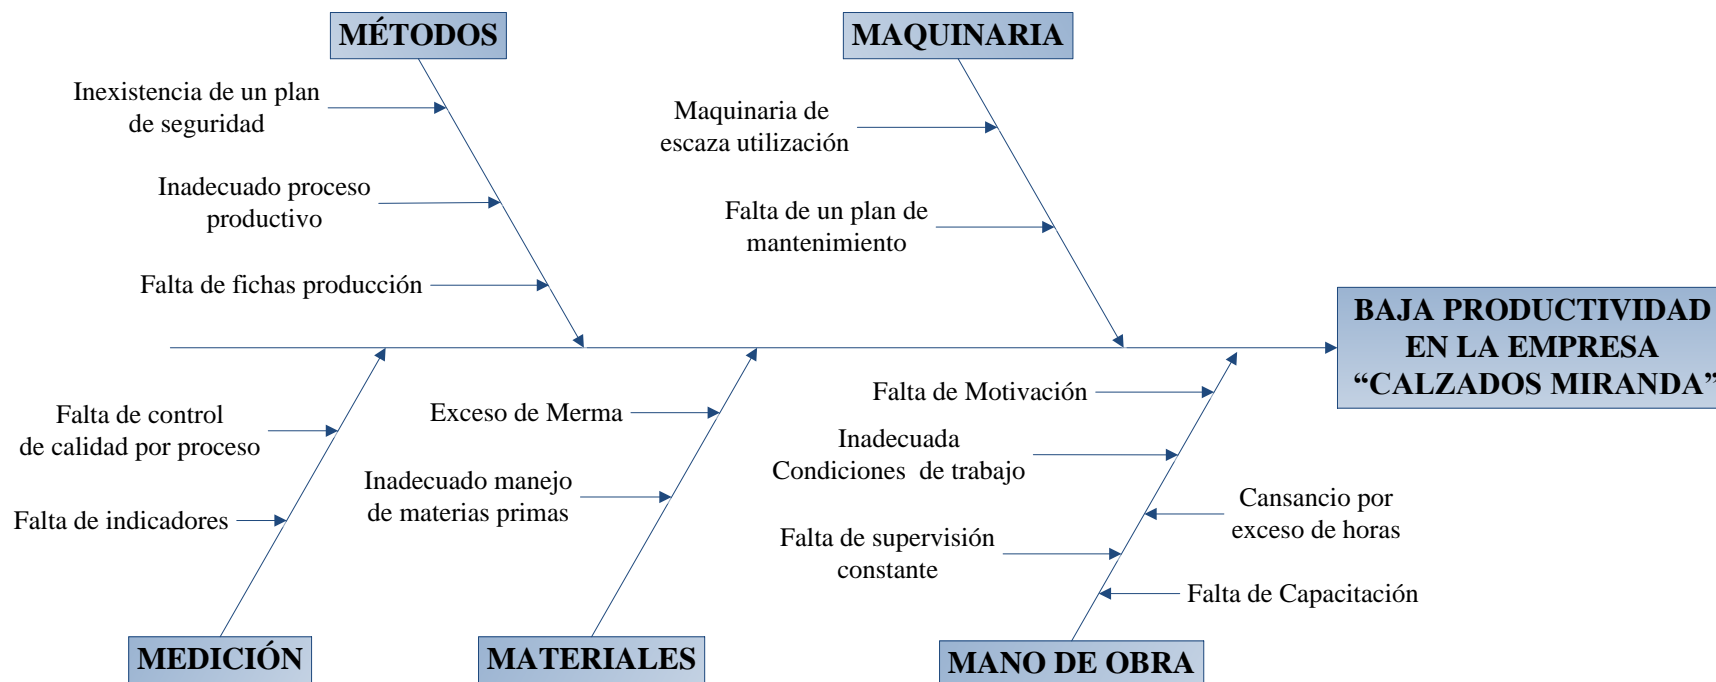 MÉTODOS
MAQUINARIA
Inexistencia de un plan
de seguridad
Inadecuado proceso
productivo
Falta de fichas producción
Maquinaria de
escaza utilización
Falta de un plan de
mantenimiento
BAJA PRODUCTIVIDAD
EN LA EMPRESA
“CALZADOS MIRANDA”
Falta de control
de calidad por proceso
Falta de indicadores
Exceso de Merma
Inadecuado manejo
de materias primas
Falta de Motivación
Inadecuada
Condiciones de trabajo
Falta de supervisión
constante
Cansancio por
exceso de horas
Falta de Capacitación
MEDICIÓN
MATERIALES
MANO DE OBRA